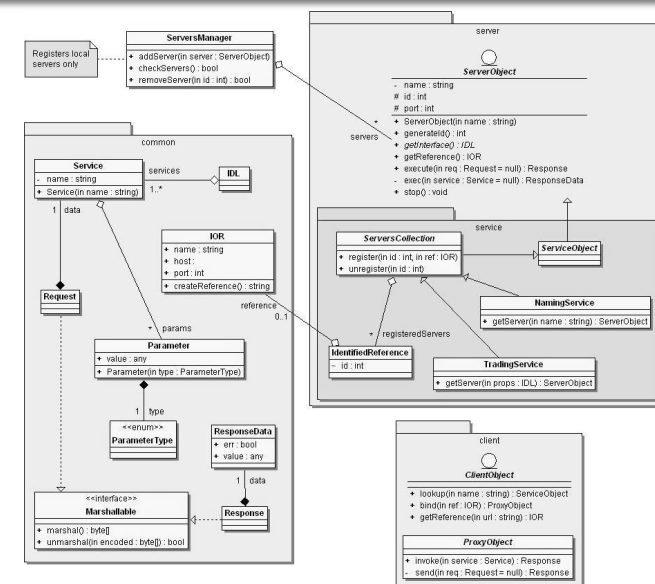 Registers local
servers only
ServersManager
+ addServer(in server : ServerObject)
+ checkServers() : bool
+ removeServer(in id : int) : bool
* servers
server
ServerObject
- name : string
# id : int
# port : int
+ ServerObject(in name : string)
+ generateId() : int
+ getInterface() : IDL
+ getReference() : IOR
+ execute(in req : Request = null) : Response
- exec(in service : Service = null) : ResponseData
+ stop() : void
service
ServersCollection
+ register(in id : int, in ref : IOR)
+ unregister(in id : int)
ServiceObject
NamingService
+ getServer(in name : string) : ServerObject
* registeredServers
IdentifiedReference
- id : int
TradingService
+ getServer(in props : IDL) : ServerObject
common
Service
- name : string
+ Service(in name : string)
services
1..*
IDL
1 data
IOR
+ name : string
+ host :
+ port : int
+ createReference() : string
reference
0..1
Request
* params
Parameter
+ value : any
+ Parameter(in type : ParameterType)
1 type
<<enum>>
ParameterType
ResponseData
+ err : bool
+ value : any
1 data
<<interface>>
Marshallable
+ marshal() : byte[]
+ unmarshal(in encoded : byte[]) : bool
Response
client
ClientObject
+ lookup(in name : string) : ServiceObject
+ bind(in ref : IOR) : ProxyObject
+ getReference(in url : string) : IOR
ProxyObject
+ invoke(in service : Service) : Response
- send(in req : Request = null) : Response